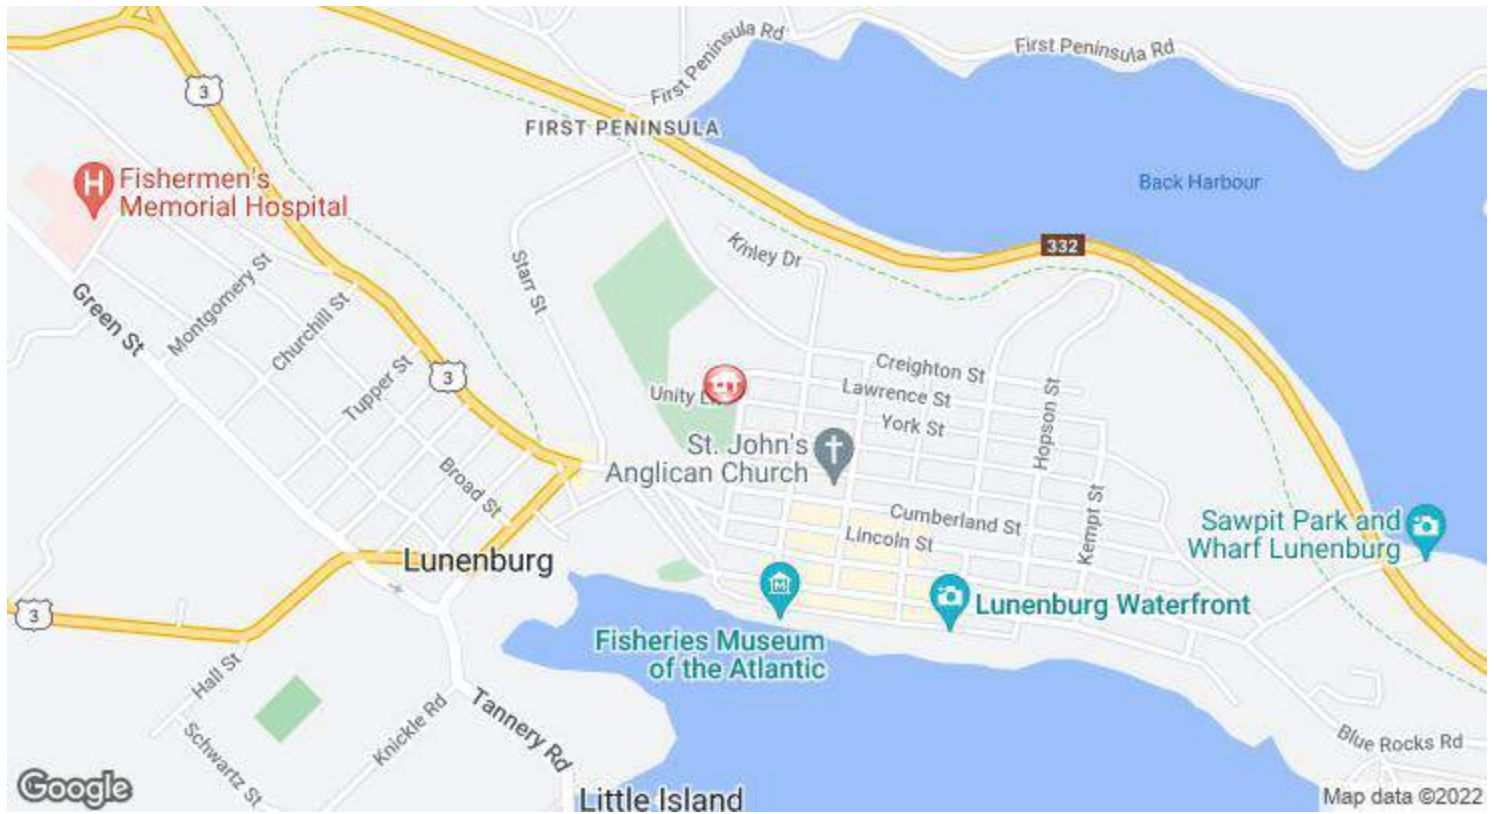 First Peninsula Rd
First Peninsula Rd
3
FIRST PENINSULA
Fishermen's
Memorial Hospital
Back Harbour
332
Kinley Dr
Starr St
Montgomery St
Green St
Churchill St
Tupper St
3
Creighton St
Lawrence St
Unity
York St
Hopson St
St. John's
Anglican Church
Broad St
Cumberland St
Lincoln St
Kempt St
Sawpit Park and
Wharf Lunenburg
Lunenburg
3
Lunenburg Waterfront
Fisheries Museum
of the Atlantic
Hall St
Knickle Rd
Tannery Rd
Schwartz St
Blue Rocks Rd
Google
Little Island
Map data ©2022